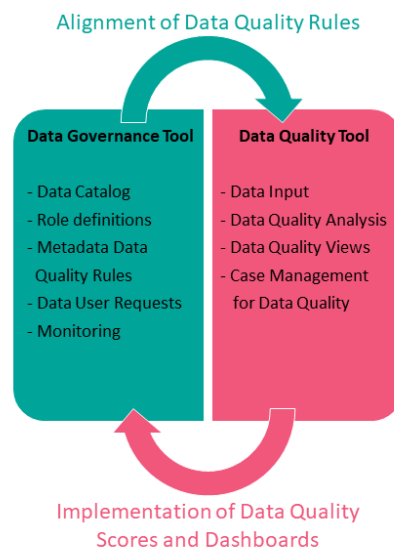 Alignment of Data Quality Rules
Data Governance Tool
- Data Catalog
- Role definitions
- Metadata Data
Quality Rules
- Data User Requests
- Monitoring
Data Quality Tool
- Data Input
- Data Quality Analysis
- Data Quality Views
- Case Management
for Data Quality
Implementation of Data Quality
Scores and Dashboards